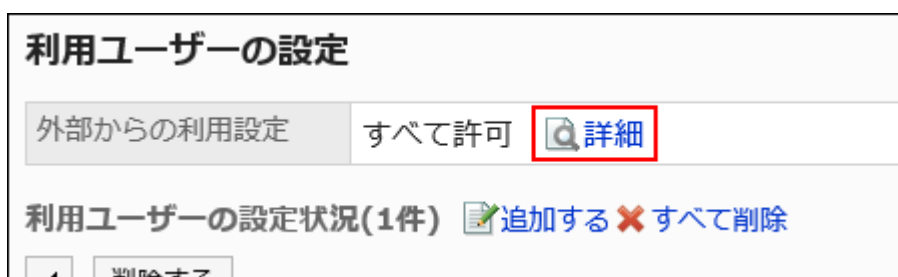 利用ユーザーの設定
外部からの利用設定 すべて許可 詳細
利用ユーザーの設定状況(1件) 追加する すべて削除
削除する